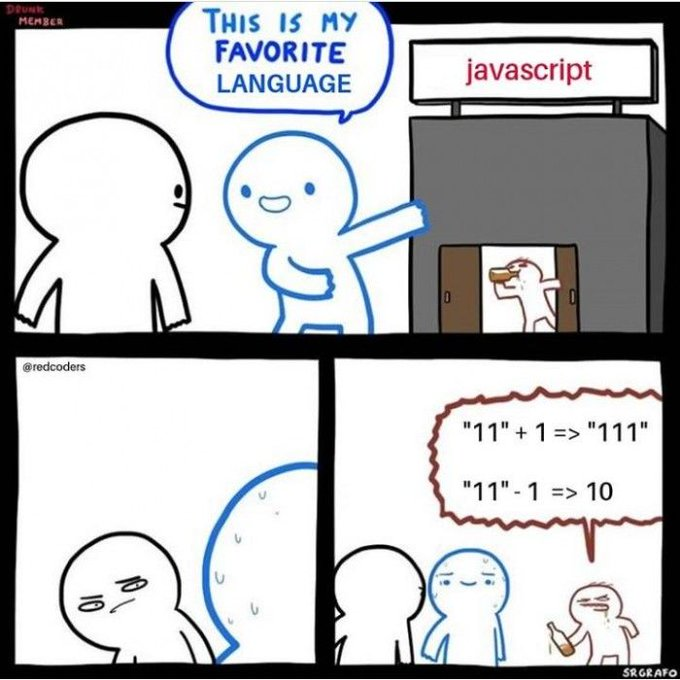 DRUNK
MEMBER
THIS IS MY
FAVORITE
LANGUAGE
javascript
@redcoders
"11" + 1 => "111"
"11" - 1 => 10
SRGRAFO